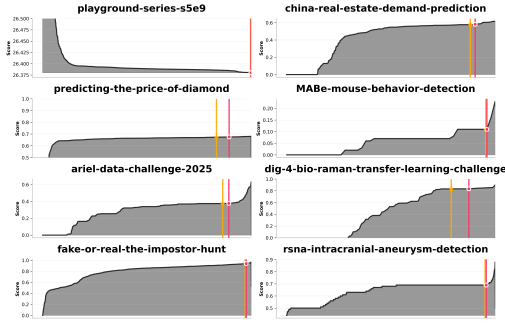 playground-series-s5e9
26.500
26.475
26.450
26.425
26.400
26.375
Score
china-real-estate-demand-prediction
0.6
0.4
0.2
0.0
Score
predicting-the-price-of-diamond
1.0
0.9
0.8
0.7
0.6
0.5
Score
MABe-mouse-behavior-detection
0.20
0.15
0.10
0.05
0.00
Score
ariel-data-challenge-2025
0.6
0.4
0.2
0.0
Score
dig-4-bio-raman-transfer-learning-challenge
1.0
0.8
0.6
0.4
0.2
0.0
Score
fake-or-real-the-impostor-hunt
1.0
0.8
0.6
0.4
0.2
0.0
Score
rsna-intracranial-aneurysm-detection
0.9
0.8
0.7
0.6
0.5
Score